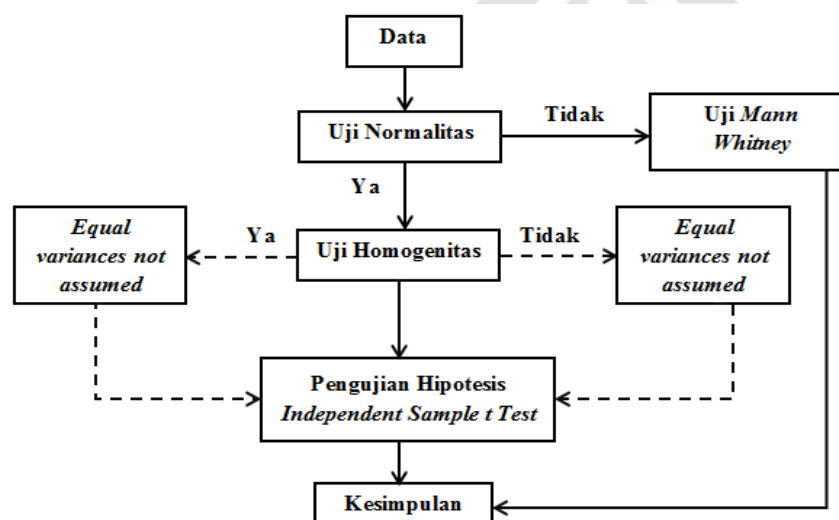 Data
Uji Normalitas
Tidak
Uji Mann
Whitney
Ya
Equal
variances not
assumed
Ya
Uji Homogenitas
Tidak
Equal
variances not
assumed
Pengujian Hipotesis
Independent Sample t Test
Kesimpulan